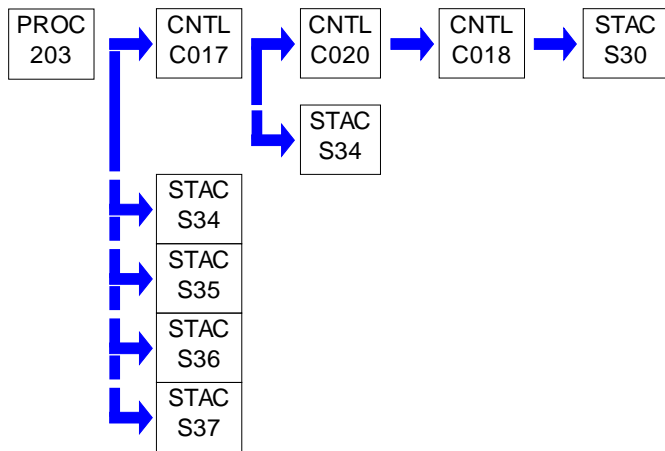 PROC
203
CNTL
C017
CNTL
C020
CNTL
C018
STAC
S30
STAC
S34
STAC
S34
STAC
S35
STAC
S36
STAC
S37